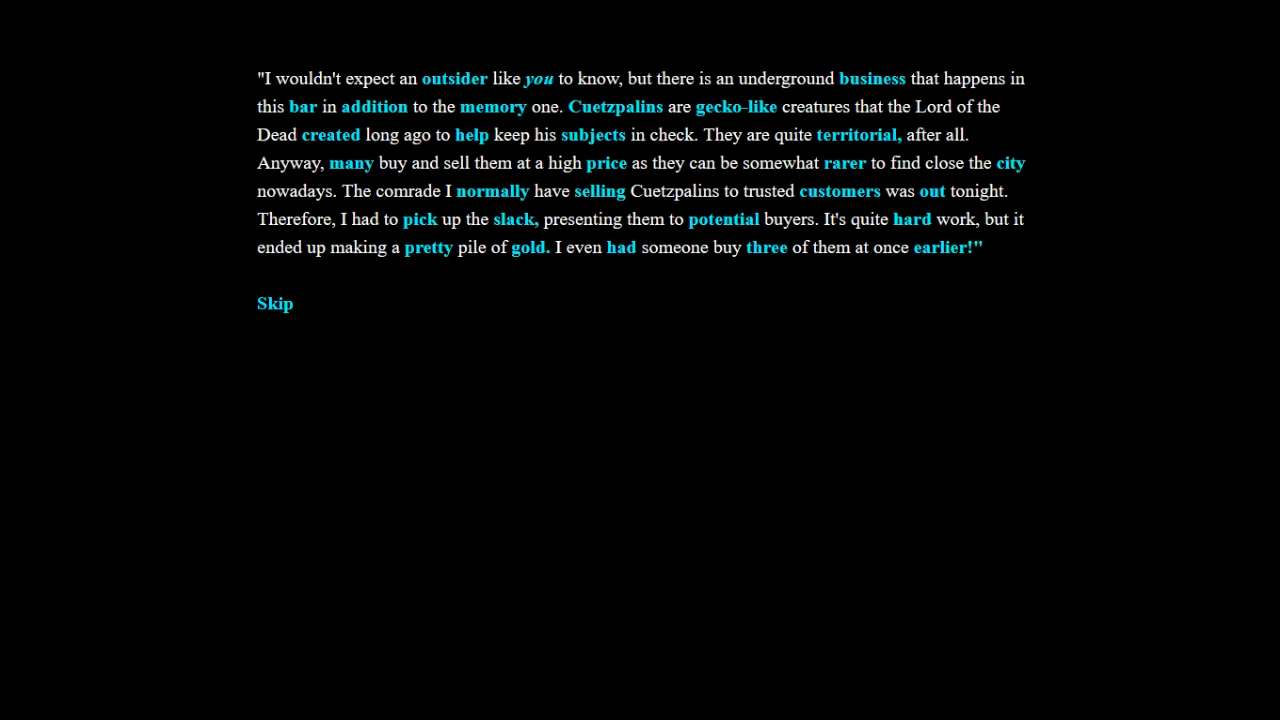 "I wouldn't expect an outsider like you to know, but there is an underground business that happens in
this bar in addition to the memory one. Cuetzpalins are gecko-like creatures that the Lord of the
Dead created long ago to help keep his subjects in check. They are quite territorial, after all.
Anyway, many buy and sell them at a high price as they can be somewhat rarer to find close the city
nowadays. The comrade I normally have selling Cuetzpalins to trusted customers was out tonight.
Therefore, I had to pick up the slack, presenting them to potential buyers. It's quite hard work, but it
ended up making a pretty pile of gold. I even had someone buy three of them at once earlier!"
Skip